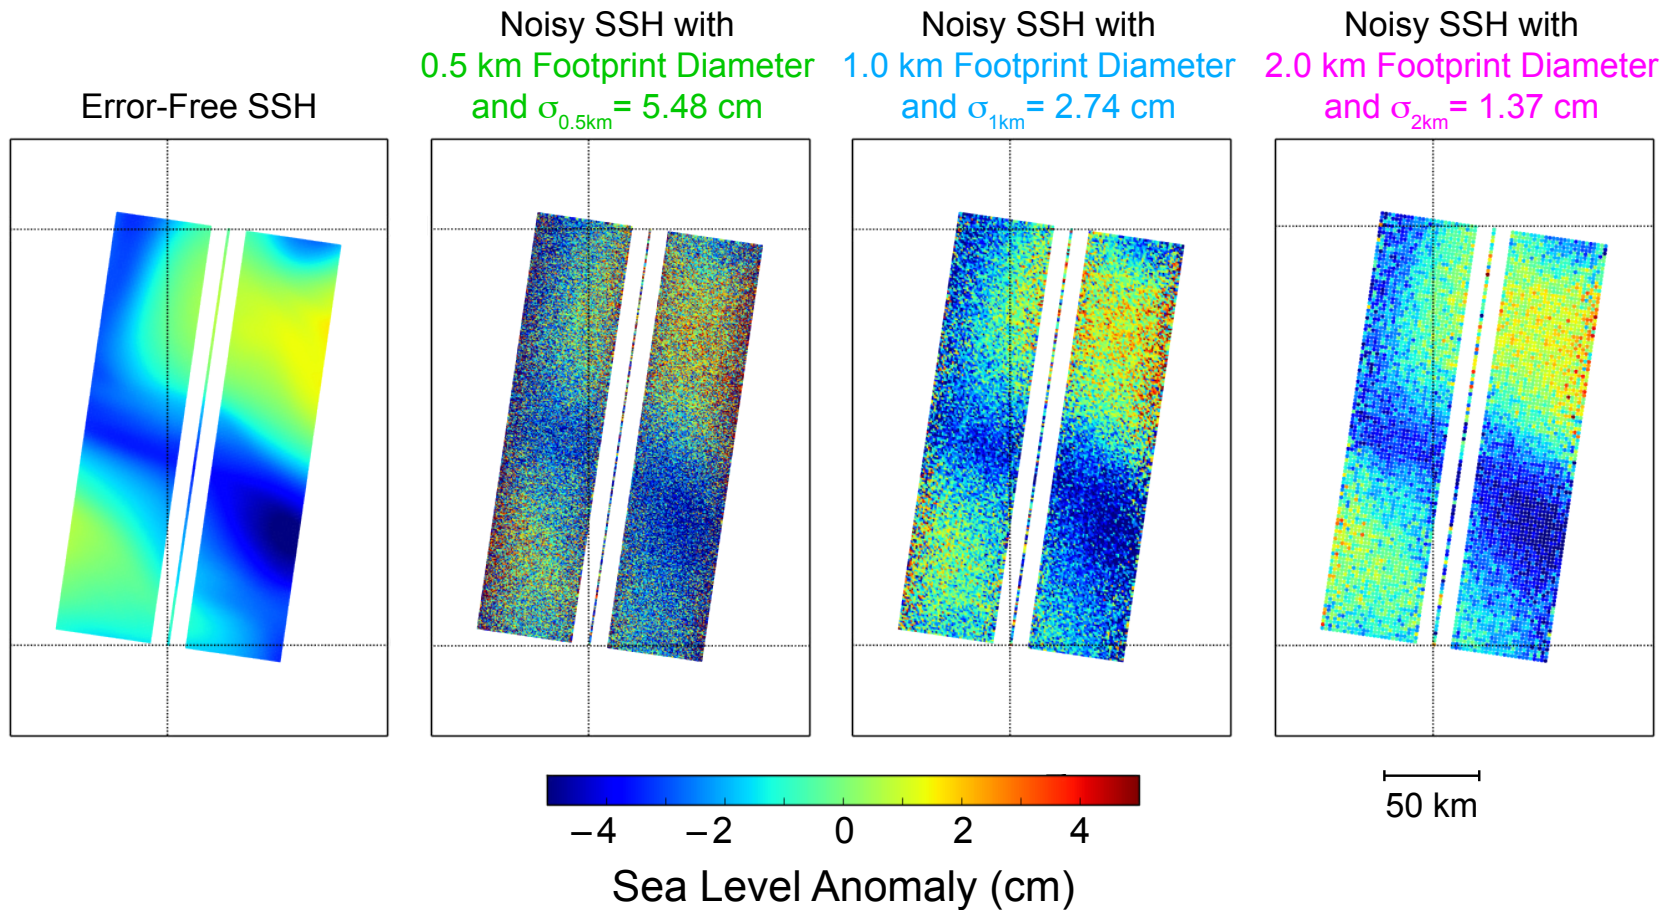 Error-Free SSH
Noisy SSH with
0.5 km Footprint Diameter
and σ0.5km= 5.48 cm
Noisy SSH with
1.0 km Footprint Diameter
and σ1km= 2.74 cm
Noisy SSH with
2.0 km Footprint Diameter
and σ2km= 1.37 cm
−4 −2 0 2 4
Sea Level Anomaly (cm)
50 km